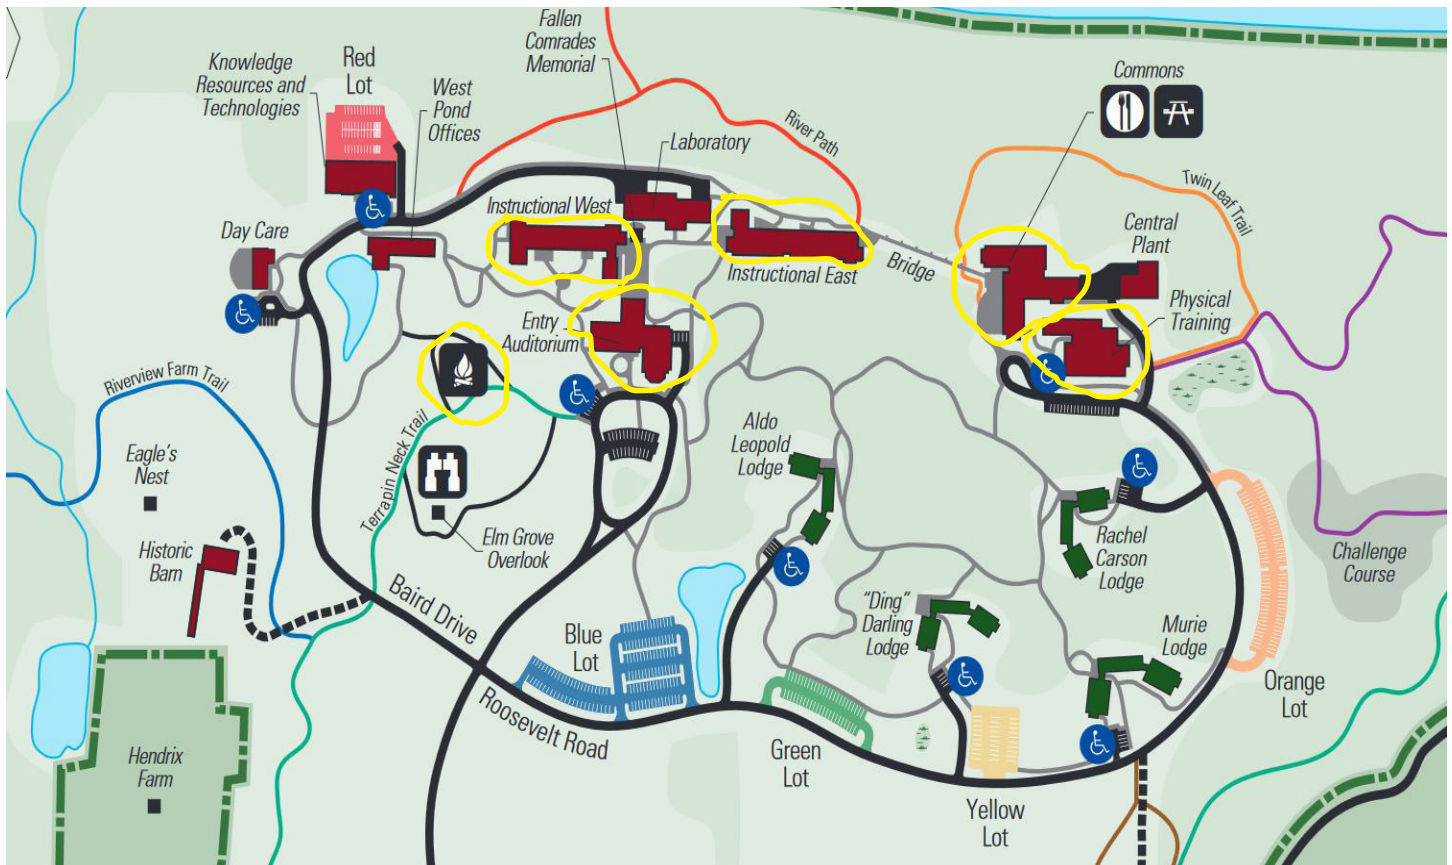 Fallen
Comrades
Memorial
Red
Lot
Knowledge
Resources and
Technologies
West
Pond
Offices
Commons
River Path
Laboratory
Twin Leaf Trail
Instructional West
Day Care
Central
Plant
Bridge
Instructional East
Physical
Training
Entry
Auditorium
Riverview Farm Trail
Terrapin Neck Trail
Aldo
Leopold
Lodge
Eagle's
Nest
Elm Grove
Overlook
Rachel
Carson
Lodge
Historic
Barn
Challenge
Course
Baird Drive
"Ding"
Darling
Lodge
Blue
Lot
Murie
Lodge
Orange
Lot
Roosevelt Road
Hendrix
Farm
Green
Lot
Yellow
Lot